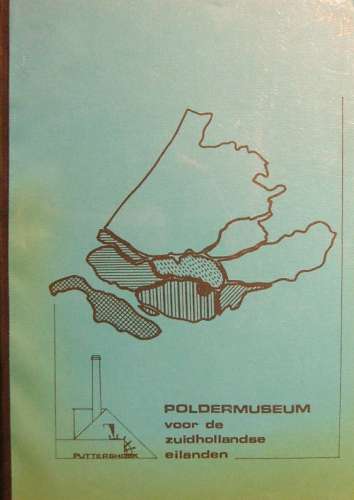 POLDERMUSEUM
voor de
zuidhollandse
eilanden
PUTTERSHOEK